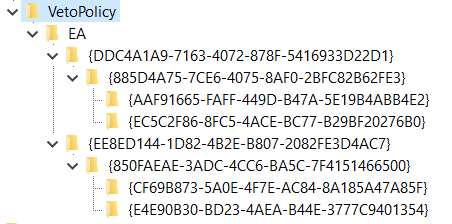 VetoPolicy
EA
{DDC4A1A9-7163-4072-878F-5416933D22D1}
{885D4A75-7CE6-4075-8AF0-2BFC82B62FE3}
{AAF91665-FAFF-449D-B47A-5E19B4ABB4E2}
{EC5C2F86-8FC5-4ACE-BC77-B29BF20276B0}
{EE8ED144-1D82-4B2E-B807-2082FE3D4AC7}
{850FAEAE-3ADC-4CC6-BA5C-7F4151466500}
{CF69B873-5A0E-4F7E-AC84-8A185A47A85F}
{E4E90B30-BD23-4AEA-B44E-3777C9401354}